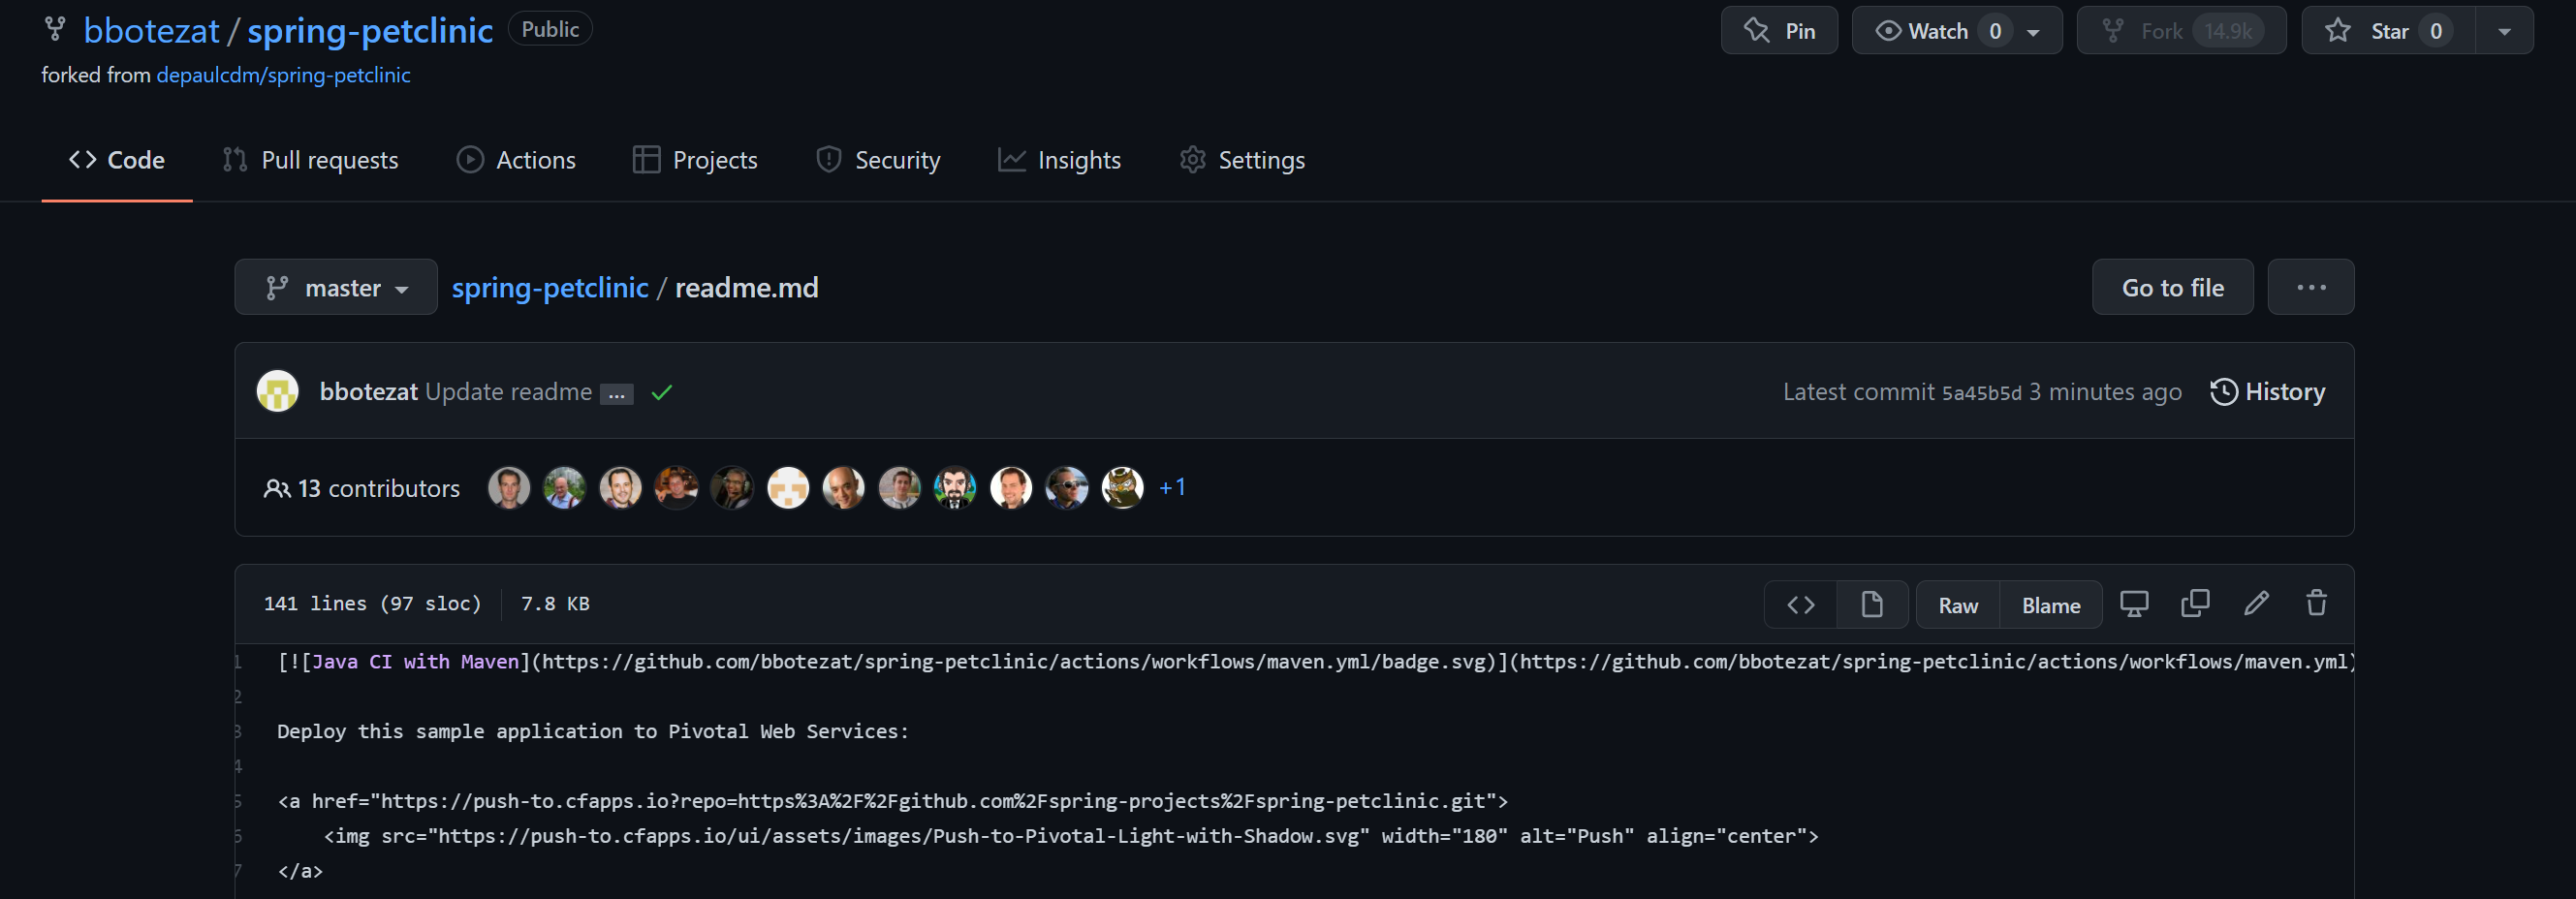 bbotezat / spring-petclinic Public
Pin Watch 0 Fork 14.9k Star 0
forked from depaulcdm/spring-petclinic
Code Pull requests Actions Projects Security Insights Settings
master spring-petclinic / readme.md Go to file ...
bbotezat Update readme ... Latest commit 5a45b5d 3 minutes ago History
13 contributors +1
141 lines (97 sloc) 7.8 KB <> Raw Blame
1 [![Java CI with Maven](https://github.com/bbotezat/spring-petclinic/actions/workflows/maven.yml/badge.svg)](https://github.com/bbotezat/spring-petclinic/actions/workflows/maven.yml)
2
3 Deploy this sample application to Pivotal Web Services:
4
5 <a href="https://push-to.cfapps.io?repo=https%3A%2F%2Fgithub.com%2Fspring-projects%2Fspring-petclinic.git">
6 <img src="https://push-to.cfapps.io/ui/assets/images/Push-to-Pivotal-Light-with-Shadow.svg" width="180" alt="Push" align="center">
7 </a>